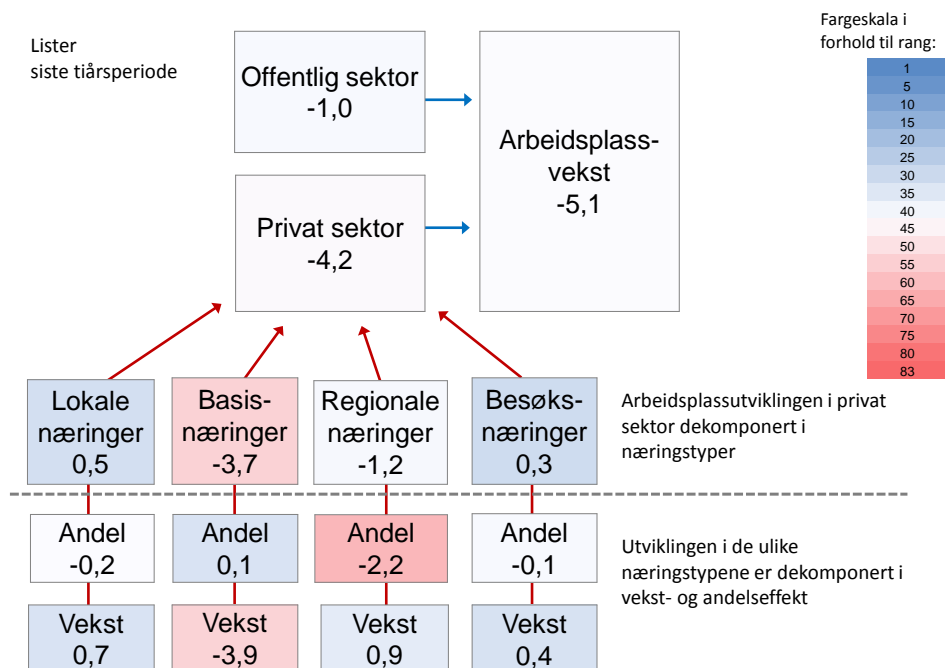 Lister
siste tiårsperiode
Offentlig sektor
-1,0
Arbeidsplass-
vekst
-5,1
Privat sektor
-4,2
Fargeskala i
forhold til rang:
1
5
10
15
20
25
30
35
40
45
50
55
60
65
70
75
80
83
Lokale
næringer
0,5
Basis-
næringer
-3,7
Regionale
næringer
-1,2
Besøks-
næringer
0,3
Arbeidsplassutviklingen i privat
sektor dekomponert i
næringstyper
Andel
-0,2
Andel
0,1
Andel
-2,2
Andel
-0,1
Utviklingen i de ulike
næringstypene er dekomponert i
vekst- og andelseffekt
Vekst
0,7
Vekst
-3,9
Vekst
0,9
Vekst
0,4